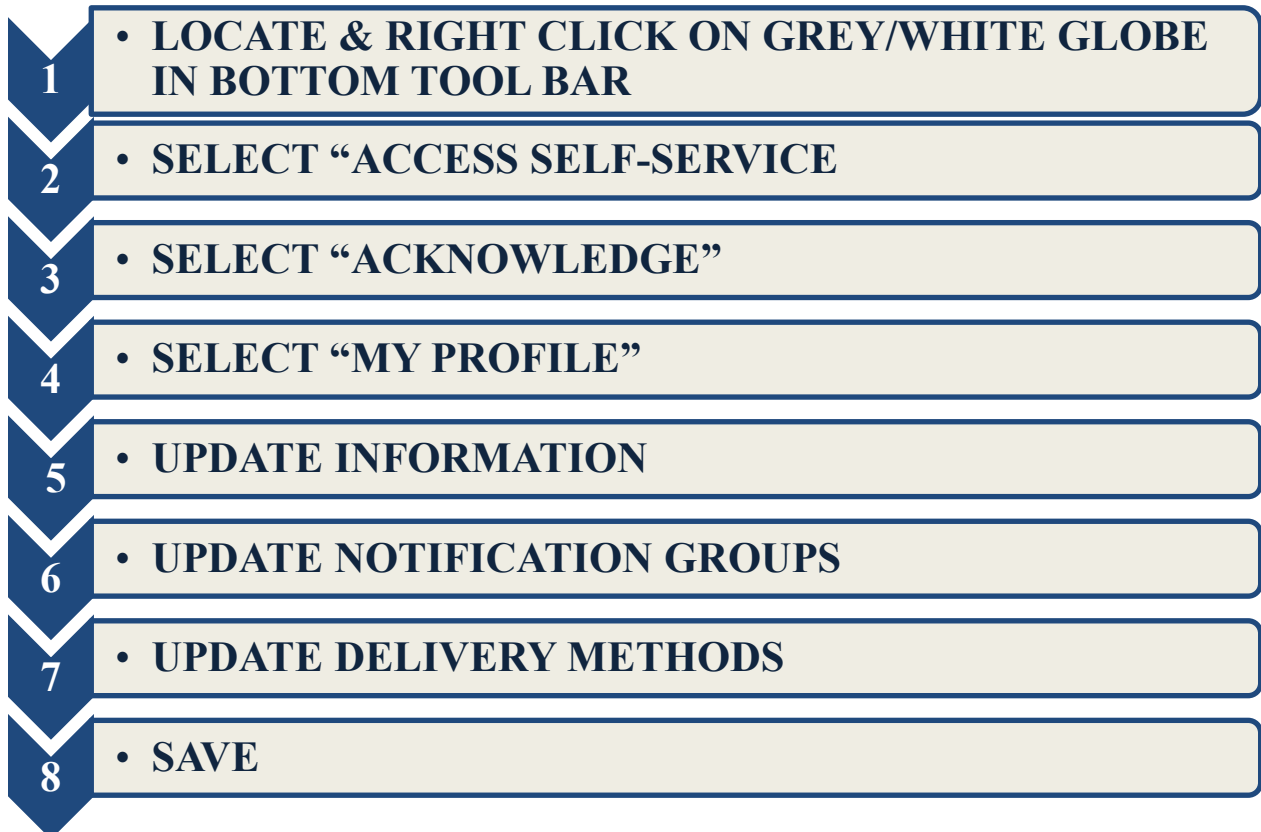 1
• LOCATE & RIGHT CLICK ON GREY/WHITE GLOBE
IN BOTTOM TOOL BAR
2
• SELECT “ACCESS SELF-SERVICE
3
• SELECT “ACKNOWLEDGE”
4
• SELECT “MY PROFILE”
5
• UPDATE INFORMATION
6
• UPDATE NOTIFICATION GROUPS
7
• UPDATE DELIVERY METHODS
8
• SAVE